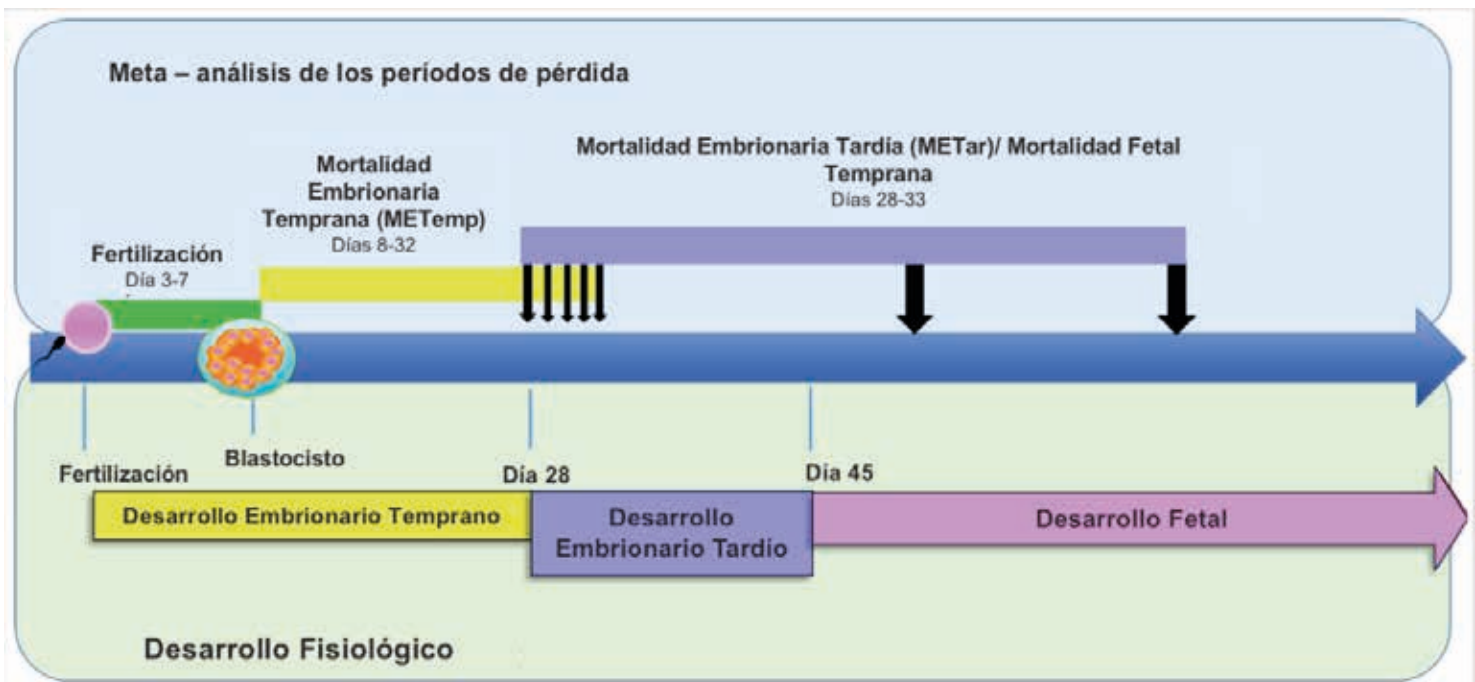 Meta – análisis de los períodos de pérdida
Mortalidad Embrionaria Tardía (METar)/ Mortalidad Fetal
Temprana
Días 28-33
Mortalidad
Embrionaria
Temprana (METemp)
Días 8-32
Fertilización
Día 3-7
Fertilización
Blastocisto
Día 28
Día 45
Desarrollo Embrionario Temprano
Desarrollo
Embrionario Tardío
Desarrollo Fetal
Desarrollo Fisiológico